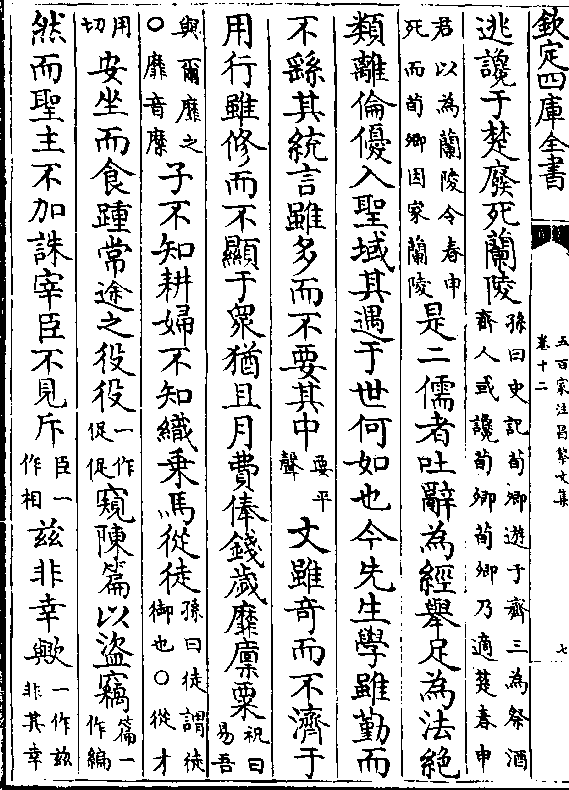 欽定四庫全書
五百家注昌黎文集
卷十二
七
逃讒于楚廢死蘭陵孫曰史記荀卿遊于齊三為祭酒齊人或讒荀卿荀卿乃適楚春申
君以為蘭陵令春申死而荀卿因家蘭陵是二儒者吐辭為經舉足為法絕
類離倫優入聖域其遇于世何如也今先生學雖勤而
不繇其統言雖多而不要其中要平聲文雖奇而不濟于
用行雖修而不顯于衆猶且月費俸錢歲靡廩粟祝曰易吾
與爾靡之○靡音糜子不知耕婦不知織乘馬從徒孫曰徒謂徒御也○從才
用切安坐而食踵常途之役役一作促促窺陳篇以盜竊篇一作編
然而聖主不加誅宰臣不見斥臣一作相茲非幸歟一作茲非其幸